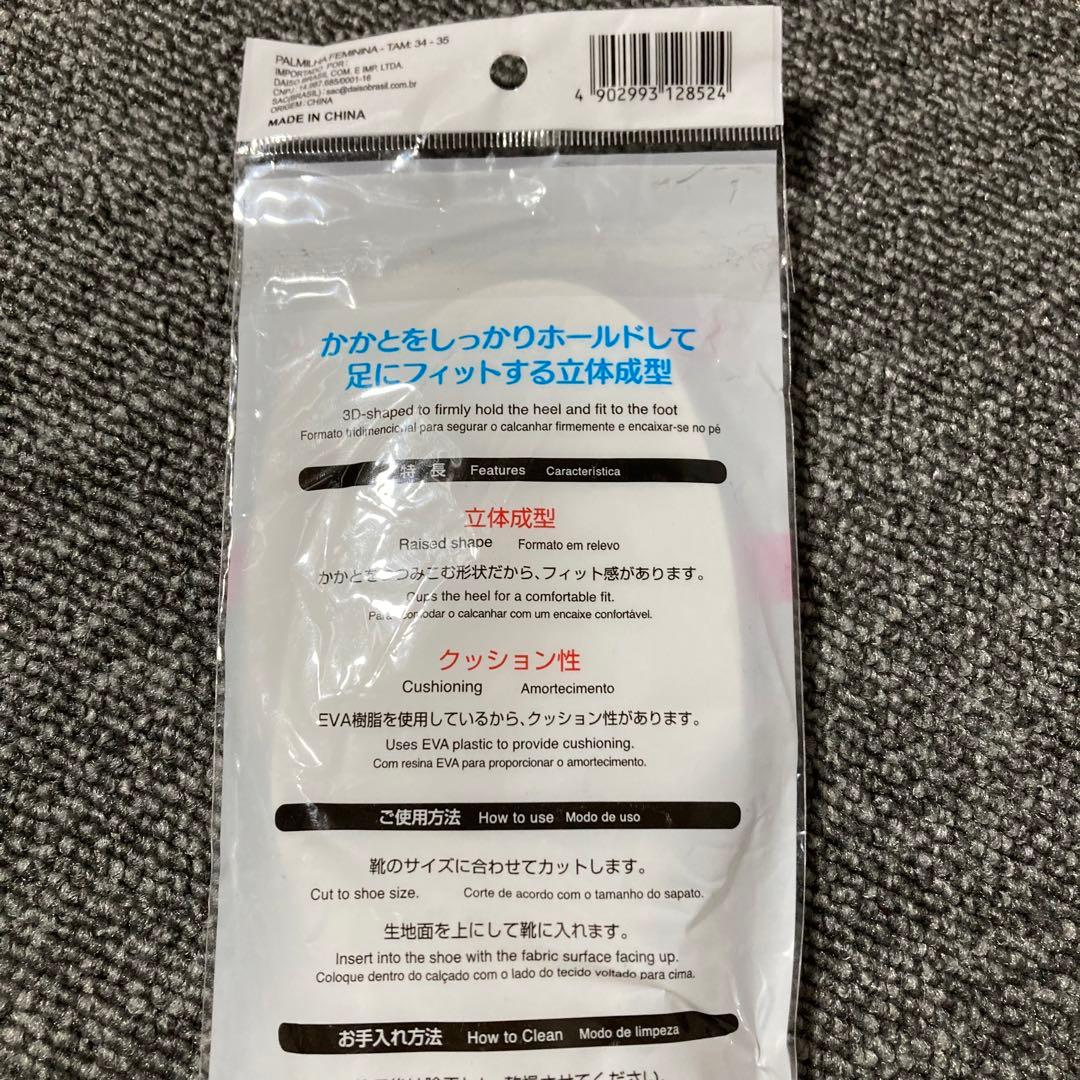 PALMILHA FEMININA - TAM: 34 - 35
IMPORTADO POR:
DAISO BRASIL COM. E IMP. LTDA.
CNPJ: 14.987.685/0001-16
SAC(BRASIL): sac@daisobrasil.com.br
ORIGEM: CHINA
MADE IN CHINA
4 902993 128524
かかとをしっかりホールドして
足にフィットする立体成型
3D-shaped to firmly hold the heel and fit to the foot
Formato tridimencional para segurar o calcanhar firmemente e encaixar-se no pé
特長 Features Característica
立体成型
Raised shape Formato em relevo
かかとをつつみこむ形状だから、フィット感があります。
Cups the heel for a comfortable fit.
Para acomodar o calcanhar com um encaixe confortável.
クッション性
Cushioning Amortecimento
EVA樹脂を使用しているから、クッション性があります。
Uses EVA plastic to provide cushioning.
Com resina EVA para proporcionar o amortecimento.
ご使用方法 How to use Modo de uso
靴のサイズに合わせてカットします。
Cut to shoe size. Corte de acordo com o tamanho do sapato.
生地面を上にして靴に入れます。
Insert into the shoe with the fabric surface facing up.
Coloque dentro do calçado com o lado do tecido voltado para cima.
お手入れ方法 How to Clean Modo de limpeza